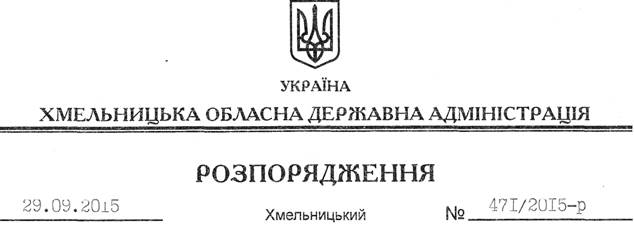 УКРАЇНА
ХМЕЛЬНИЦЬКА ОБЛАСНА ДЕРЖАВНА АДМІНІСТРАЦІЯ
РОЗПОРЯДЖЕННЯ
29.09.2015 Хмельницький № 471/2015-р